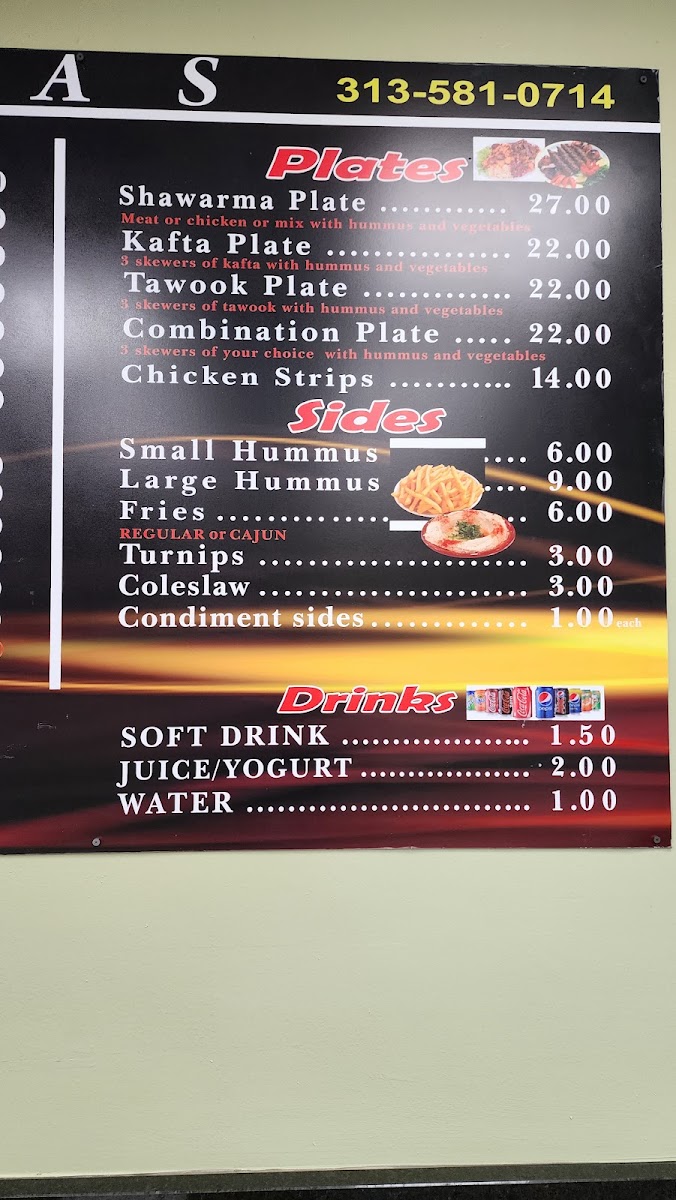 A S 313-581-0714
Plates
Shawarma Plate ............ 27.00
Meat or chicken or mix with hummus and vegetables
Kafta Plate ................. 22.00
3 skewers of kafta with hummus and vegetables
Tawook Plate ............. 22.00
3 skewers of tawook with hummus and vegetables
Combination Plate ..... 22.00
3 skewers of your choice with hummus and vegetables
Chicken Strips ........... 14.00
Sides
Small Hummus .... 6.00
Large Hummus .... 9.00
Fries ................ 6.00
REGULAR or CAJUN
Turnips ........................ 3.00
Coleslaw ........................ 3.00
Condiment sides ............. 1.00 each
Drinks
SOFT DRINK .................. 1.50
JUICE/YOGURT ................. 2.00
WATER ........................... 1.00